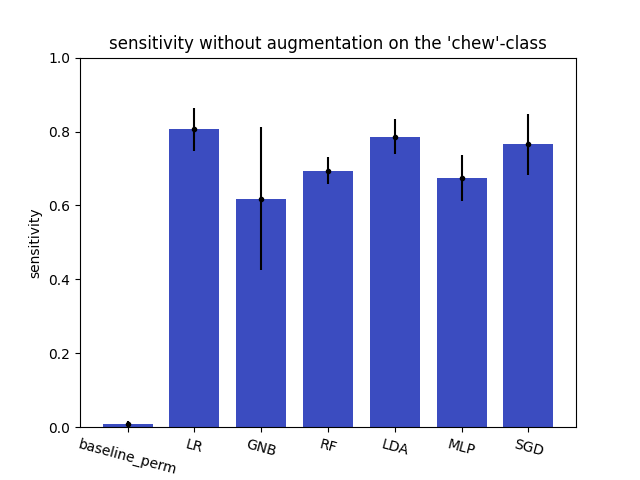 sensitivity without augmentation on the 'chew'-class
1.0
0.8
0.6
0.4
0.2
0.0
sensitivity
baseline_perm
LR
GNB
RF
LDA
MLP
SGD